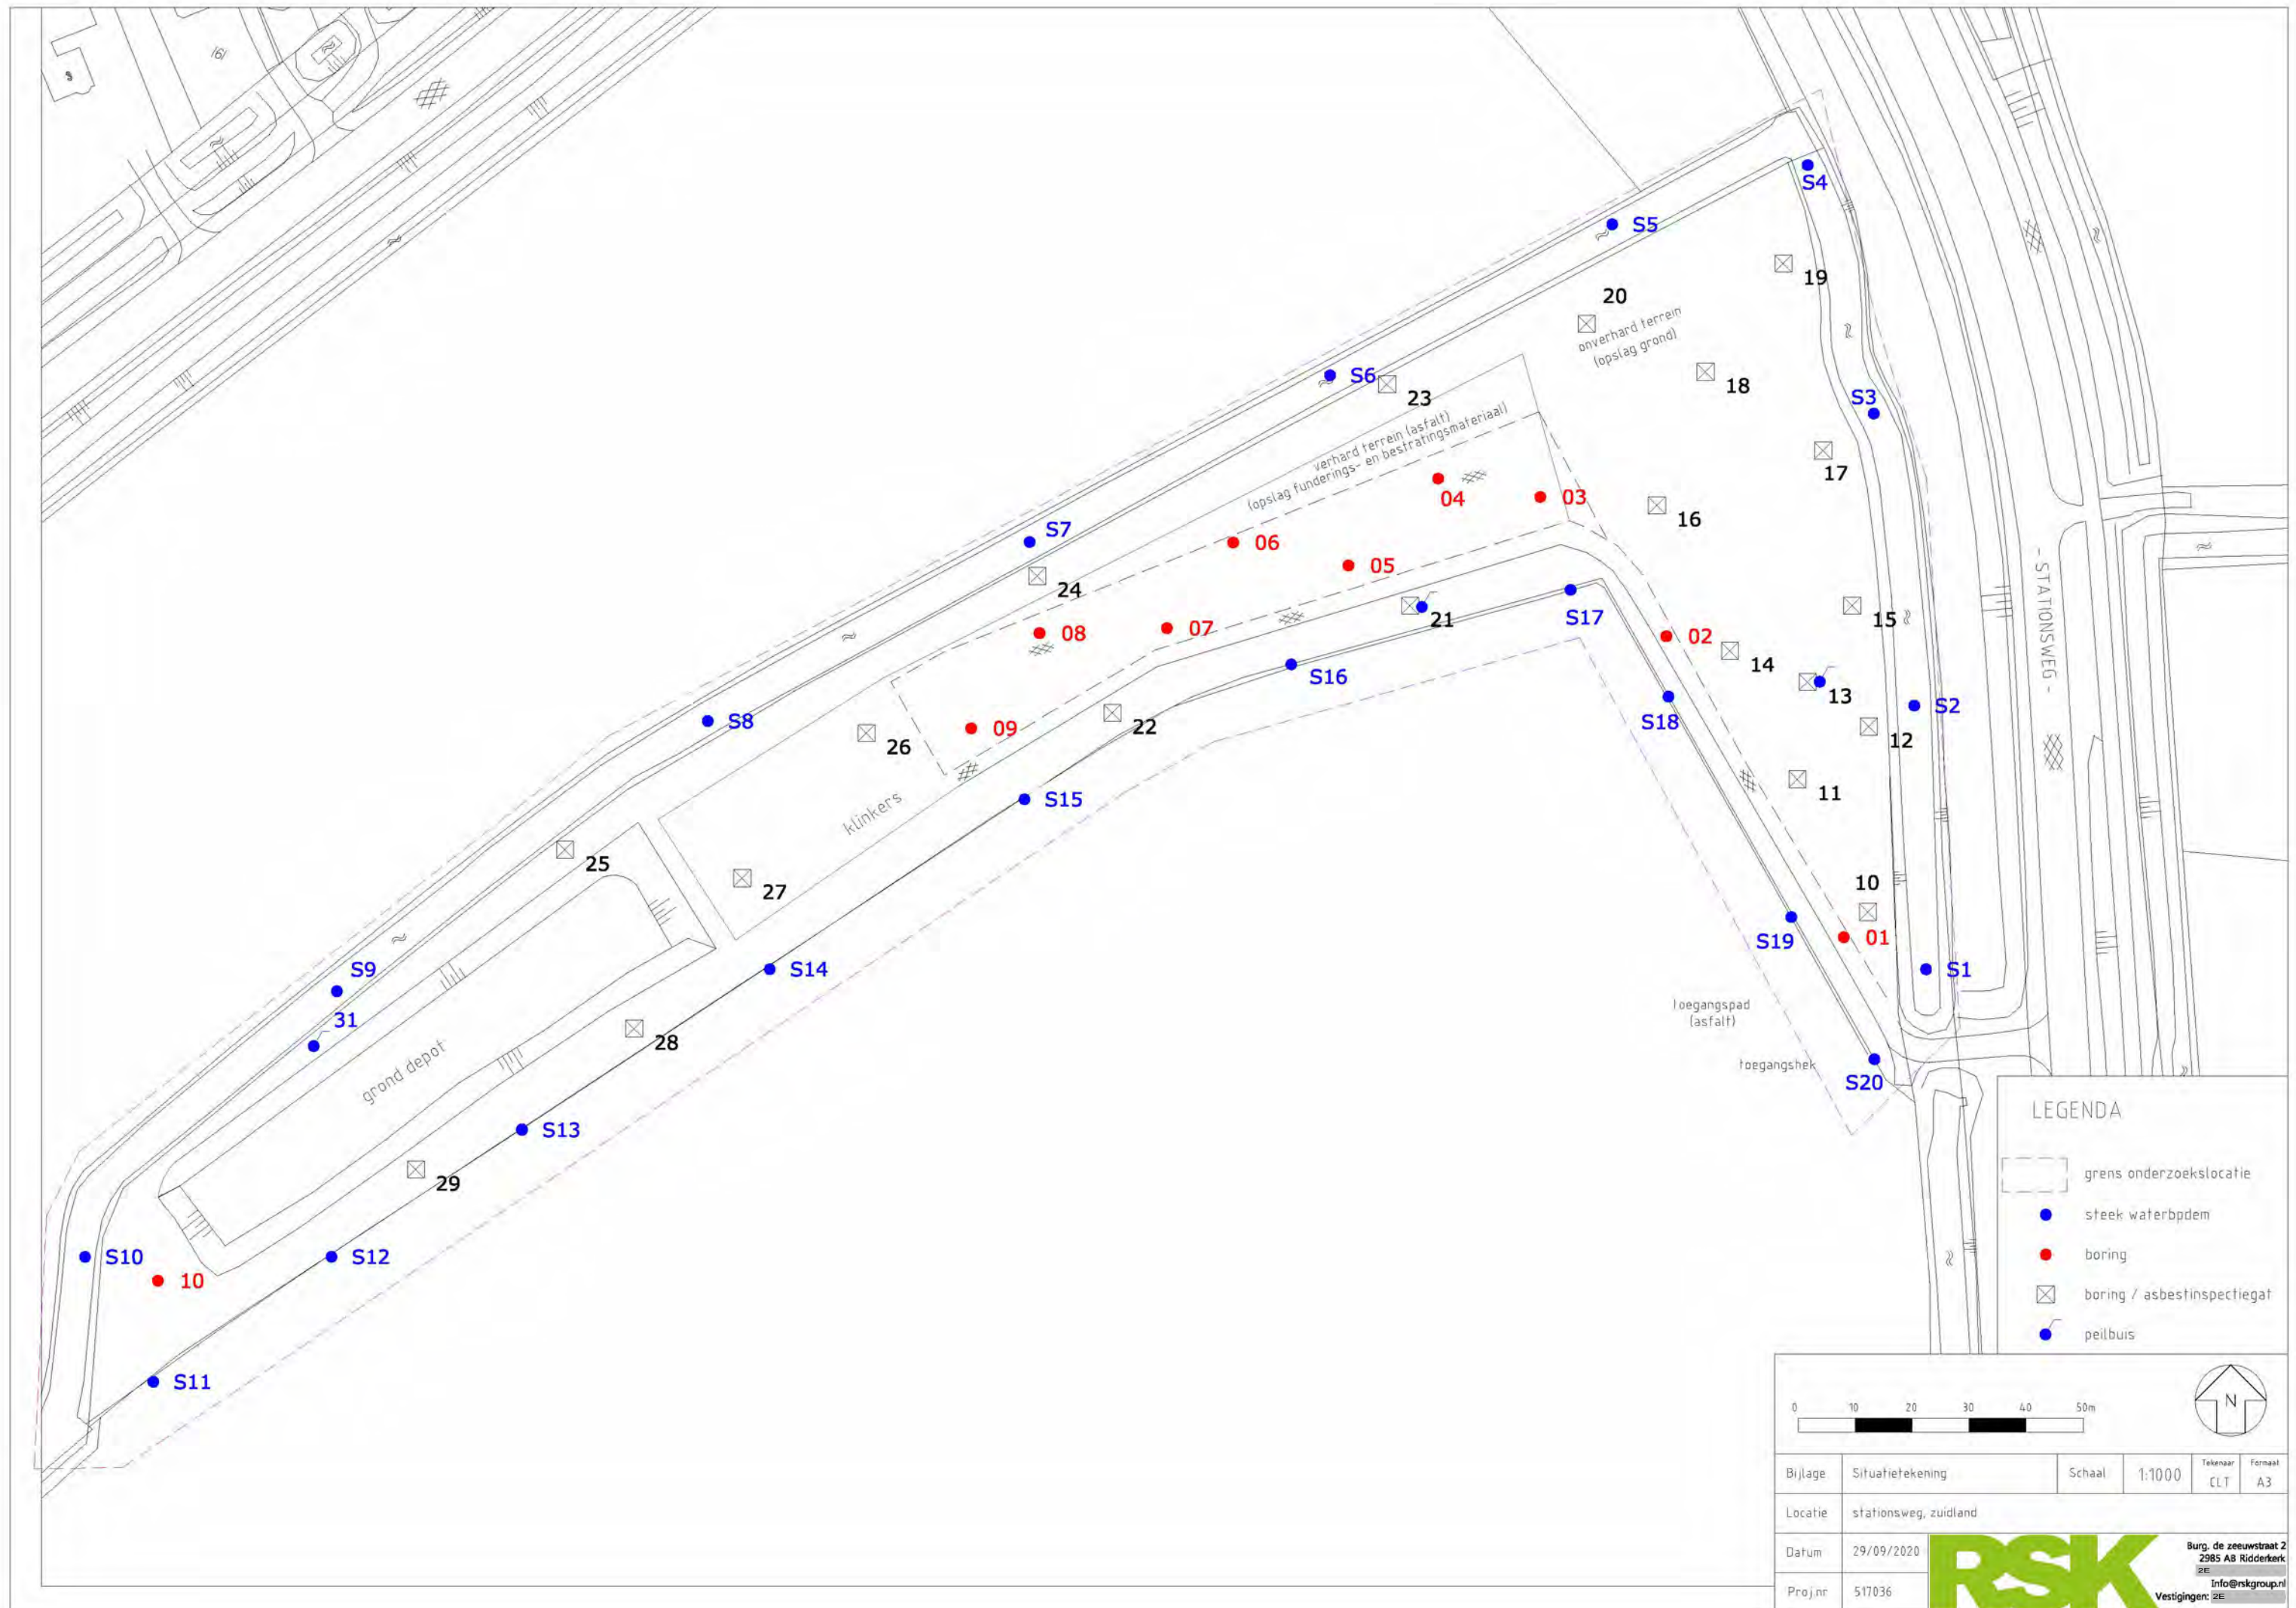 S4
S5
19
20
onverhard terrein
(opslag grond)
18
S6
23
S3
verhard terrein (asfalt)
(opslag funderings- en bestratingsmateriaal)
17
04
03
16
S7
06
05
24
15
21
S17
08
07
02
14
S16
13
S2
S18
S8
09
22
12
26
11
S15
klinkers
- STATIONSWEG -
25
27
10
01
S19
S1
S14
S9
31
28
Toegangspad
(asfalt)
toegangshek
S20
grond depot
S13
29
S10
10
S12
S11
LEGENDA
grens onderzoekslocatie
steek waterbpdem
boring
boring / asbestinspectiegat
peilbuis
0 10 20 30 40 50m
N
Bijlage Situatietekening Schaal 1:1000 Tekenaar CLT Formaat A3
Locatie stationsweg, zuidland
Datum 29/09/2020
Proj.nr 517036
RSK
Burg. de zeeuwstraat 2
2985 AB Ridderkerk
2E
Info@rskgroup.nl
Vestigingen: 2E